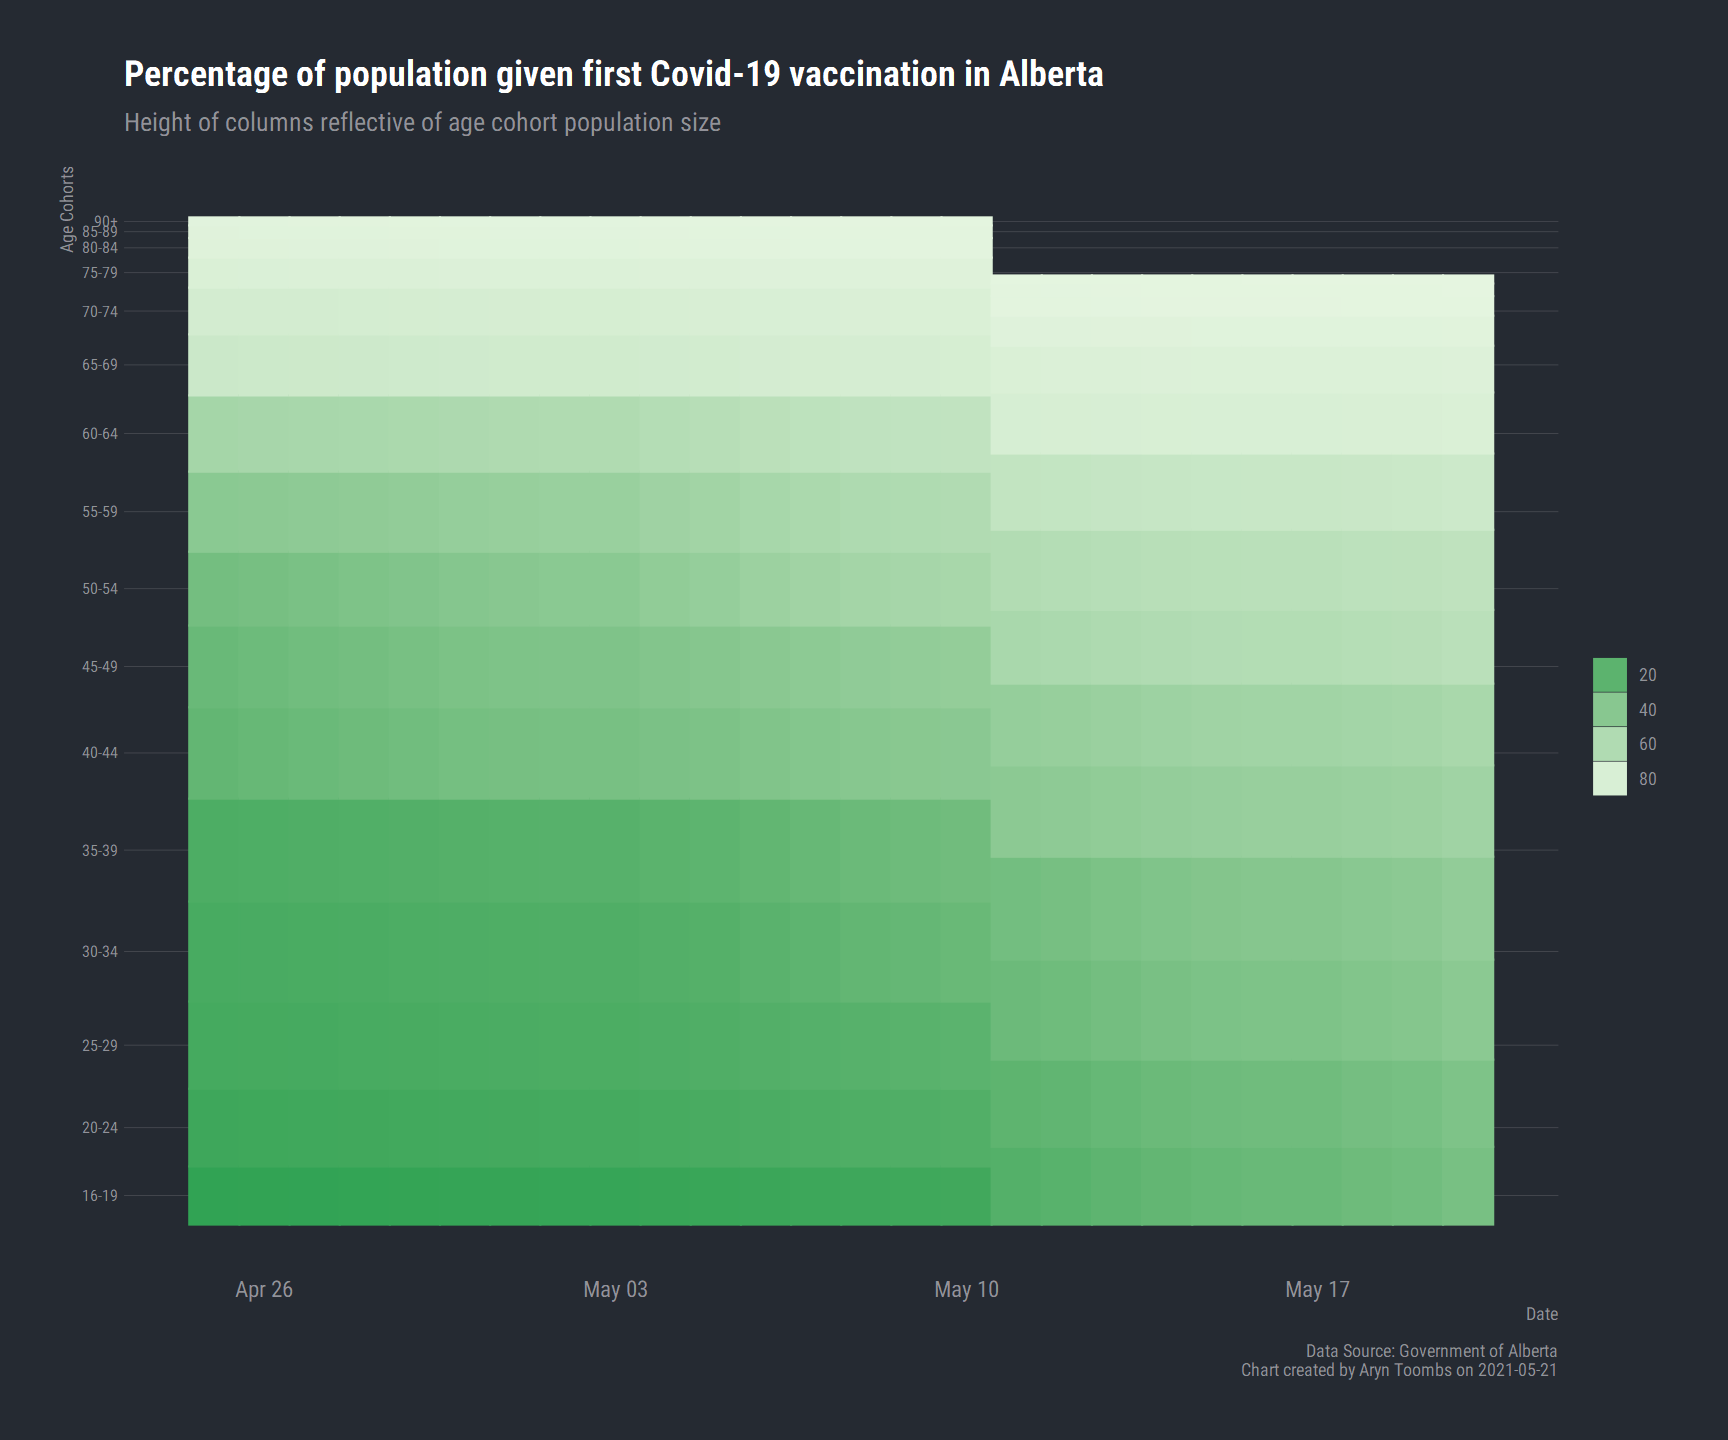 Percentage of population given first Covid-19 vaccination in Alberta
Height of columns reflective of age cohort population size
Age Cohorts
90+
85-89
80-84
75-79
70-74
65-69
60-64
55-59
50-54
45-49
40-44
35-39
30-34
25-29
20-24
16-19
20
40
60
80
Apr 26
May 03
May 10
May 17
Date
Data Source: Government of Alberta
Chart created by Aryn Toombs on 2021-05-21